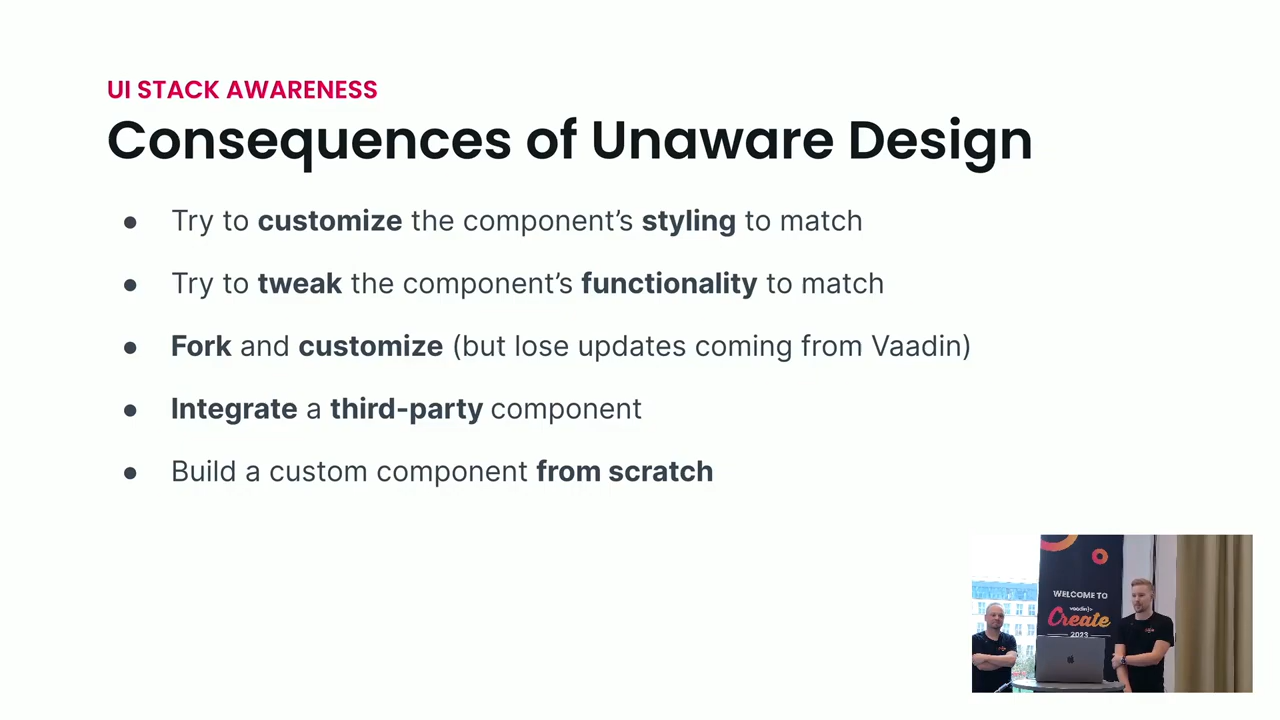 UI STACK AWARENESS
Consequences of Unaware Design
● Try to customize the component’s styling to match
● Try to tweak the component’s functionality to match
● Fork and customize (but lose updates coming from Vaadin)
● Integrate a third-party component
● Build a custom component from scratch
WELCOME TO
vaadin}>
Create
2023